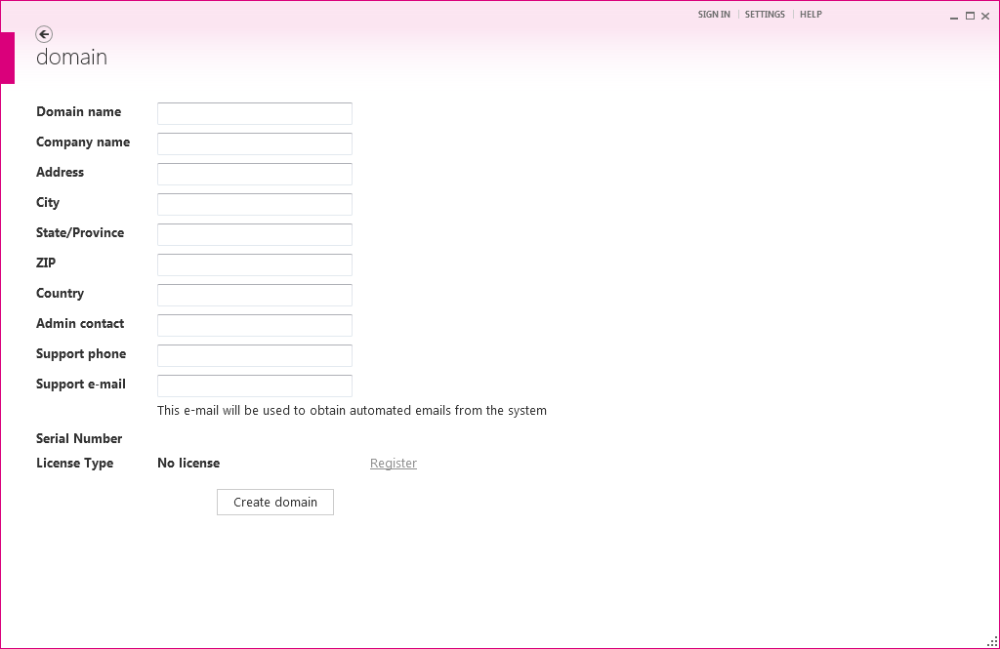 SIGN IN SETTINGS HELP
domain
Domain name
Company name
Address
City
State/Province
ZIP
Country
Admin contact
Support phone
Support e-mail
This e-mail will be used to obtain automated emails from the system
Serial Number
License Type No license Register
Create domain